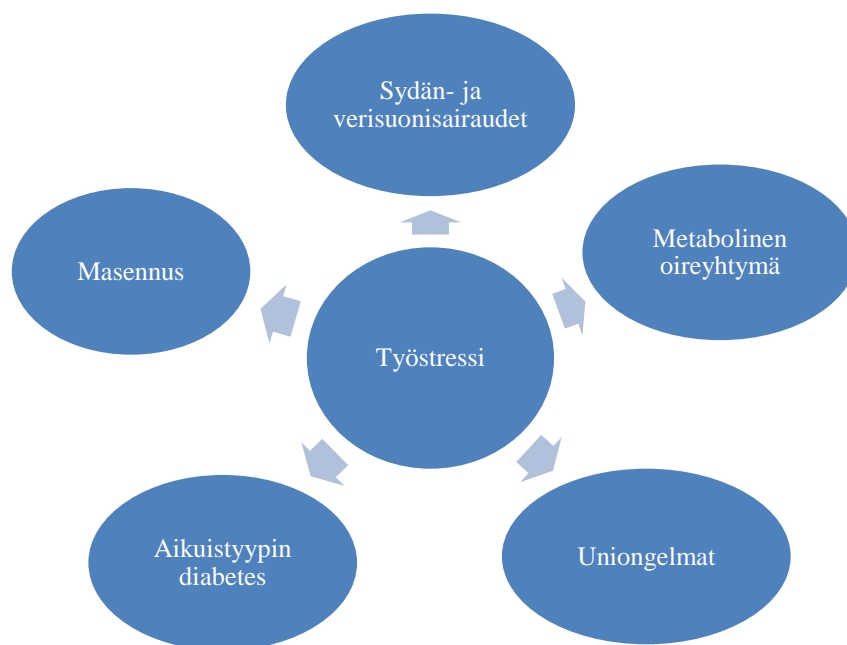 Sydän- ja
verisuonisairaudet
Metabolinen
oireyhtymä
Masennus
Työstressi
Aikuistyypin
diabetes
Uniongelmat